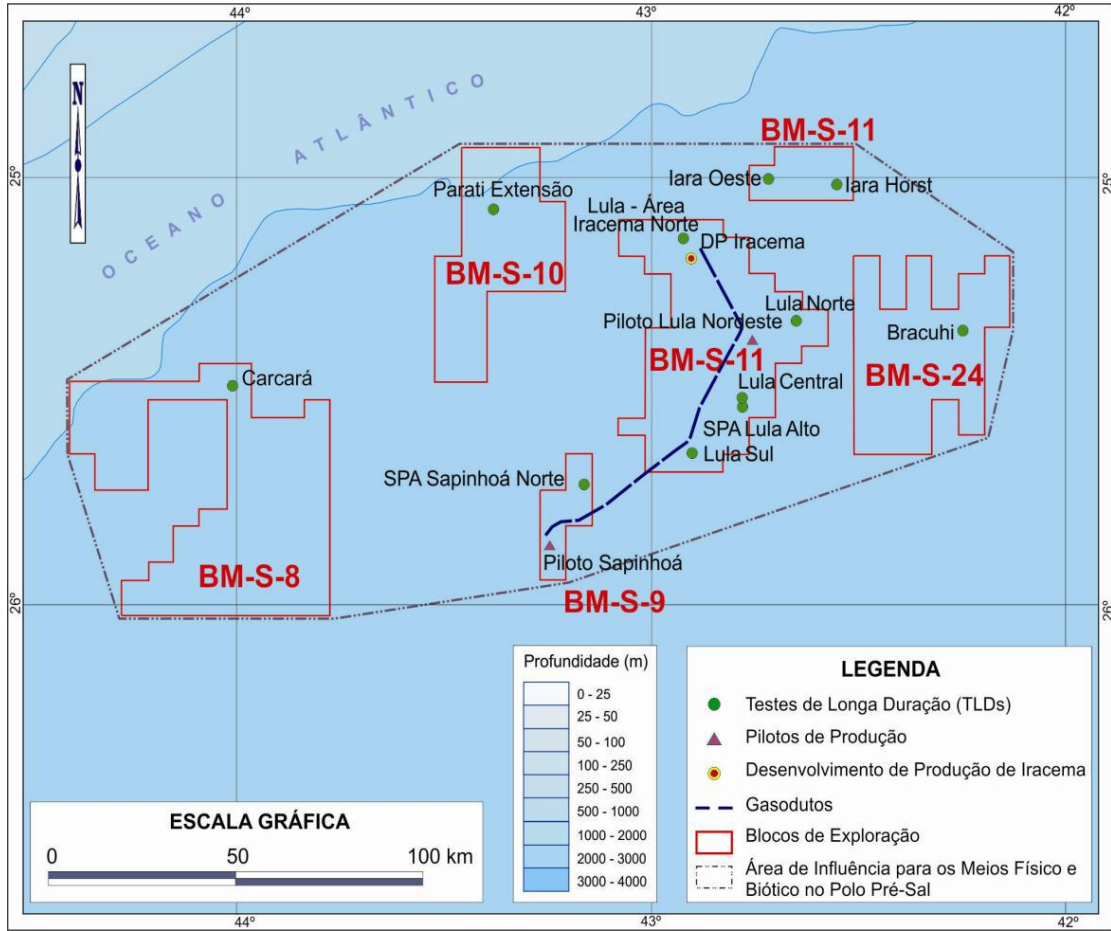 44º
43º
42º
N
OCEANO ATLÂNTICO
BM-S-11
25º
25º
Iara Oeste
Iara Horst
Parati Extensão
Lula - Área
Iracema Norte
DP Iracema
BM-S-10
Lula Norte
Piloto Lula Nordeste
Bracuhi
BM-S-11
BM-S-24
Carcará
Lula Central
SPA Lula Alto
Lula Sul
SPA Sapinhoá Norte
Piloto Sapinhoá
BM-S-8
BM-S-9
26º
26º
Profundidade (m)
0 - 25
25 - 50
50 - 100
100 - 250
250 - 500
500 - 1000
1000 - 2000
2000 - 3000
3000 - 4000
LEGENDA
Testes de Longa Duração (TLDs)
Pilotos de Produção
Desenvolvimento de Produção de Iracema
Gasodutos
Blocos de Exploração
Área de Influência para os Meios Físico e
Biótico no Polo Pré-Sal
ESCALA GRÁFICA
0 50 100 km
44º
43º
42º